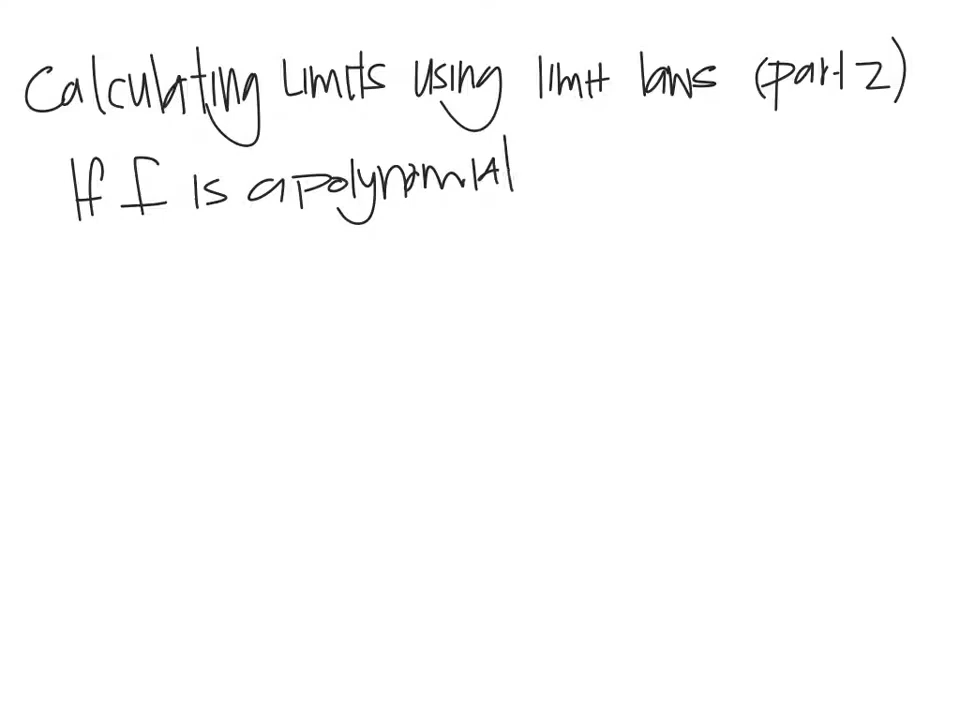 Calculating Limits using limit laws (part 2)
If f is a polynomial